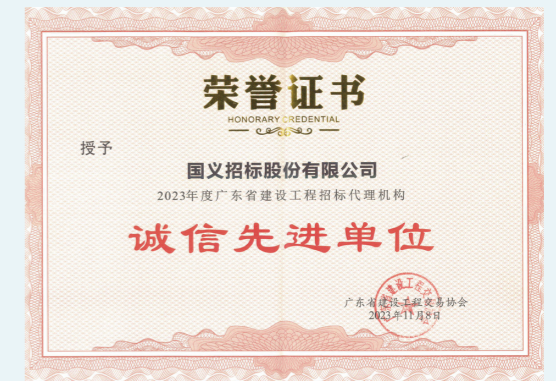 荣誉证书
HONORARY CREDENTIAL
授予
国义招标股份有限公司
2023年度广东省建设工程招标代理机构
诚信先进单位
广东省建设工程交易协会
2023年11月8日